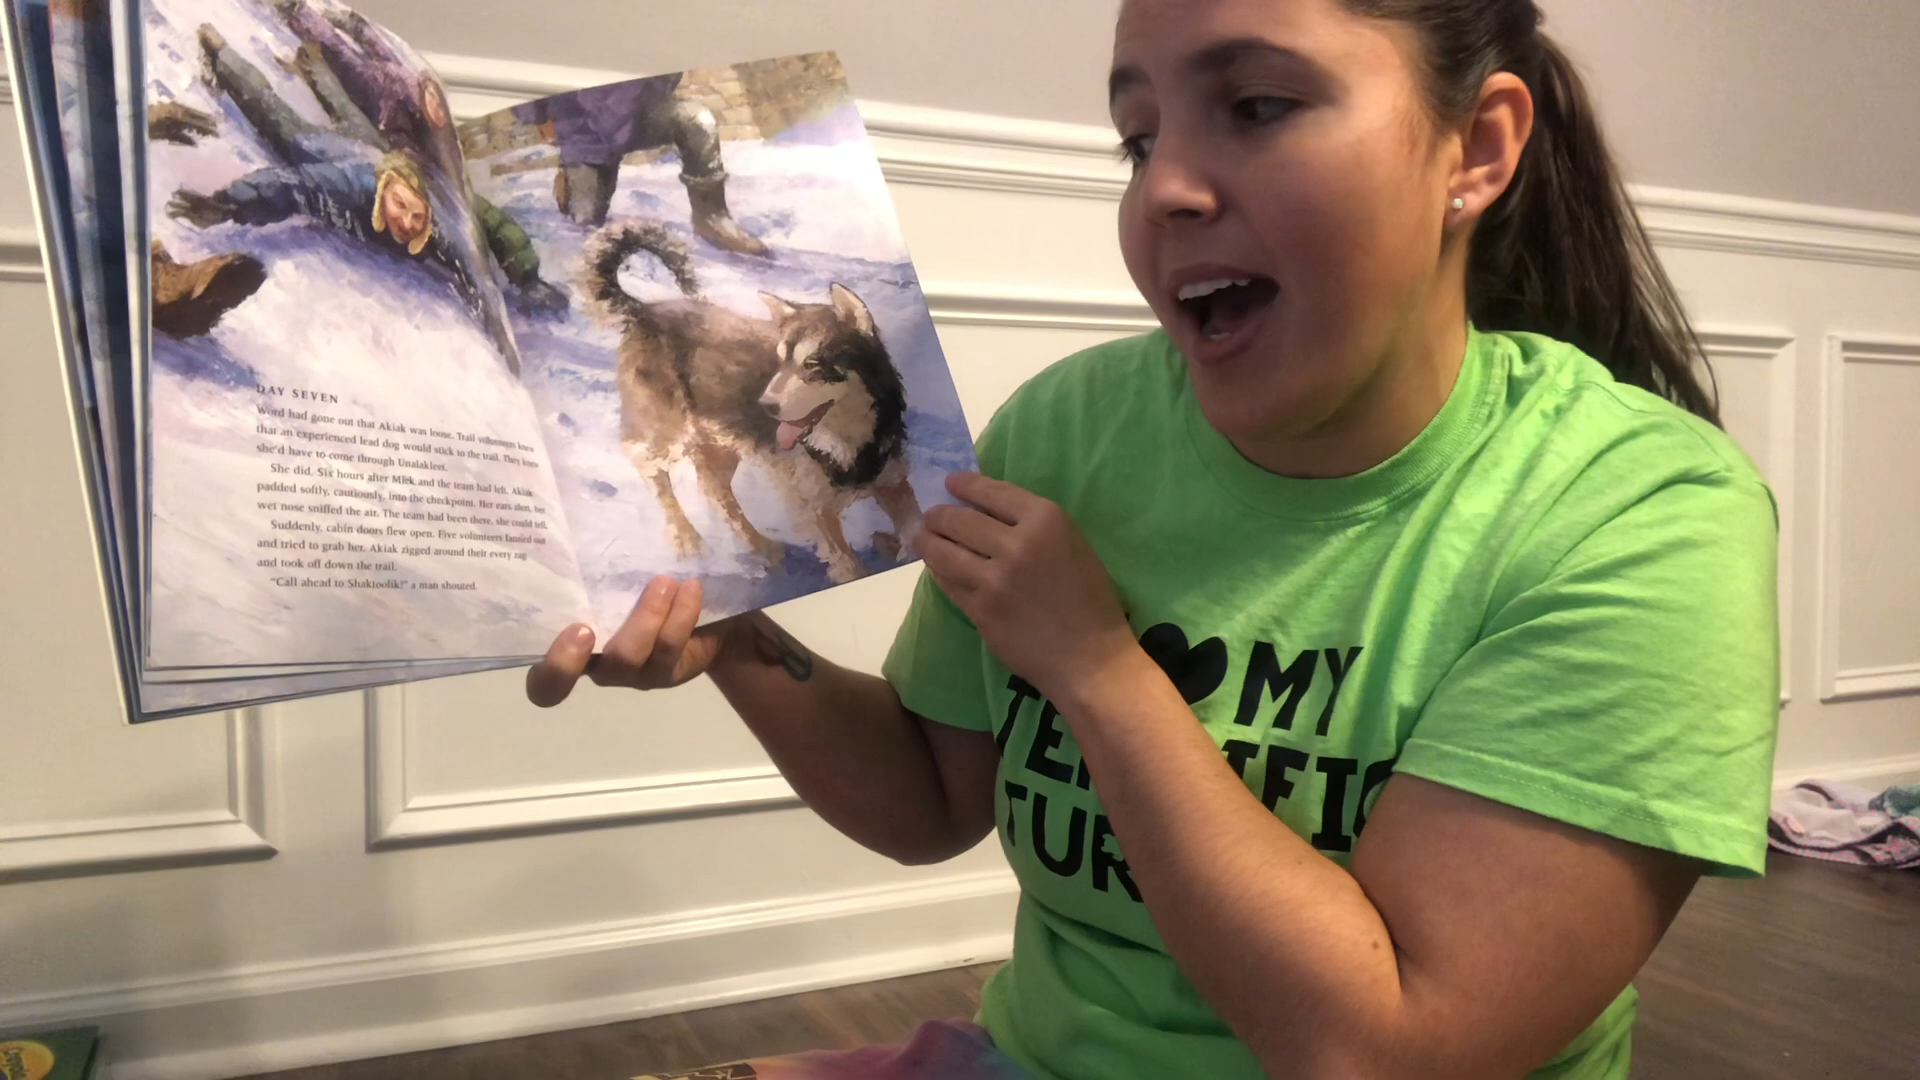 DAY SEVEN
Word had gone out that Akiak was loose. Trail volunteers knew
that an experienced lead dog would stick to the trail. They knew
she'd have to come through Unalakleet.
She did. Six hours after Mick and the team had left, Akiak
padded softly, cautiously, into the checkpoint. Her ears alert, her
wet nose sniffed the air. The team had been there, she could tell.
Suddenly, cabin doors flew open. Five volunteers fanned out
and tried to grab her. Akiak zigged around their every zag
and took off down the trail.
"Call ahead to Shaktoolik!" a man shouted.
MY